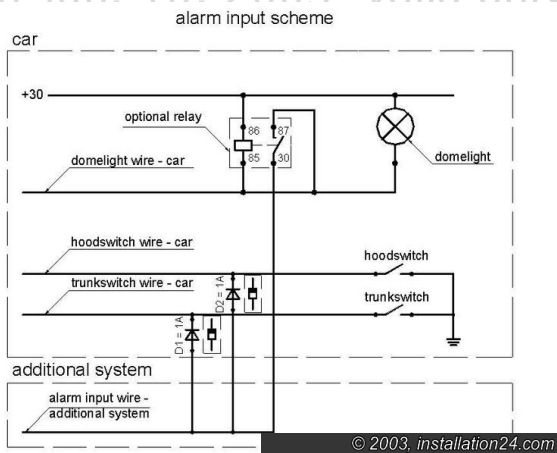 alarm input scheme
car
+30
optional relay
86
87
85
30
domelight wire - car
domelight
hoodswitch wire - car
hoodswitch
trunkswitch wire - car
trunkswitch
D2 = 1A
D1 = 1A
additional system
alarm input wire -
additional system
© 2003, installation24.com